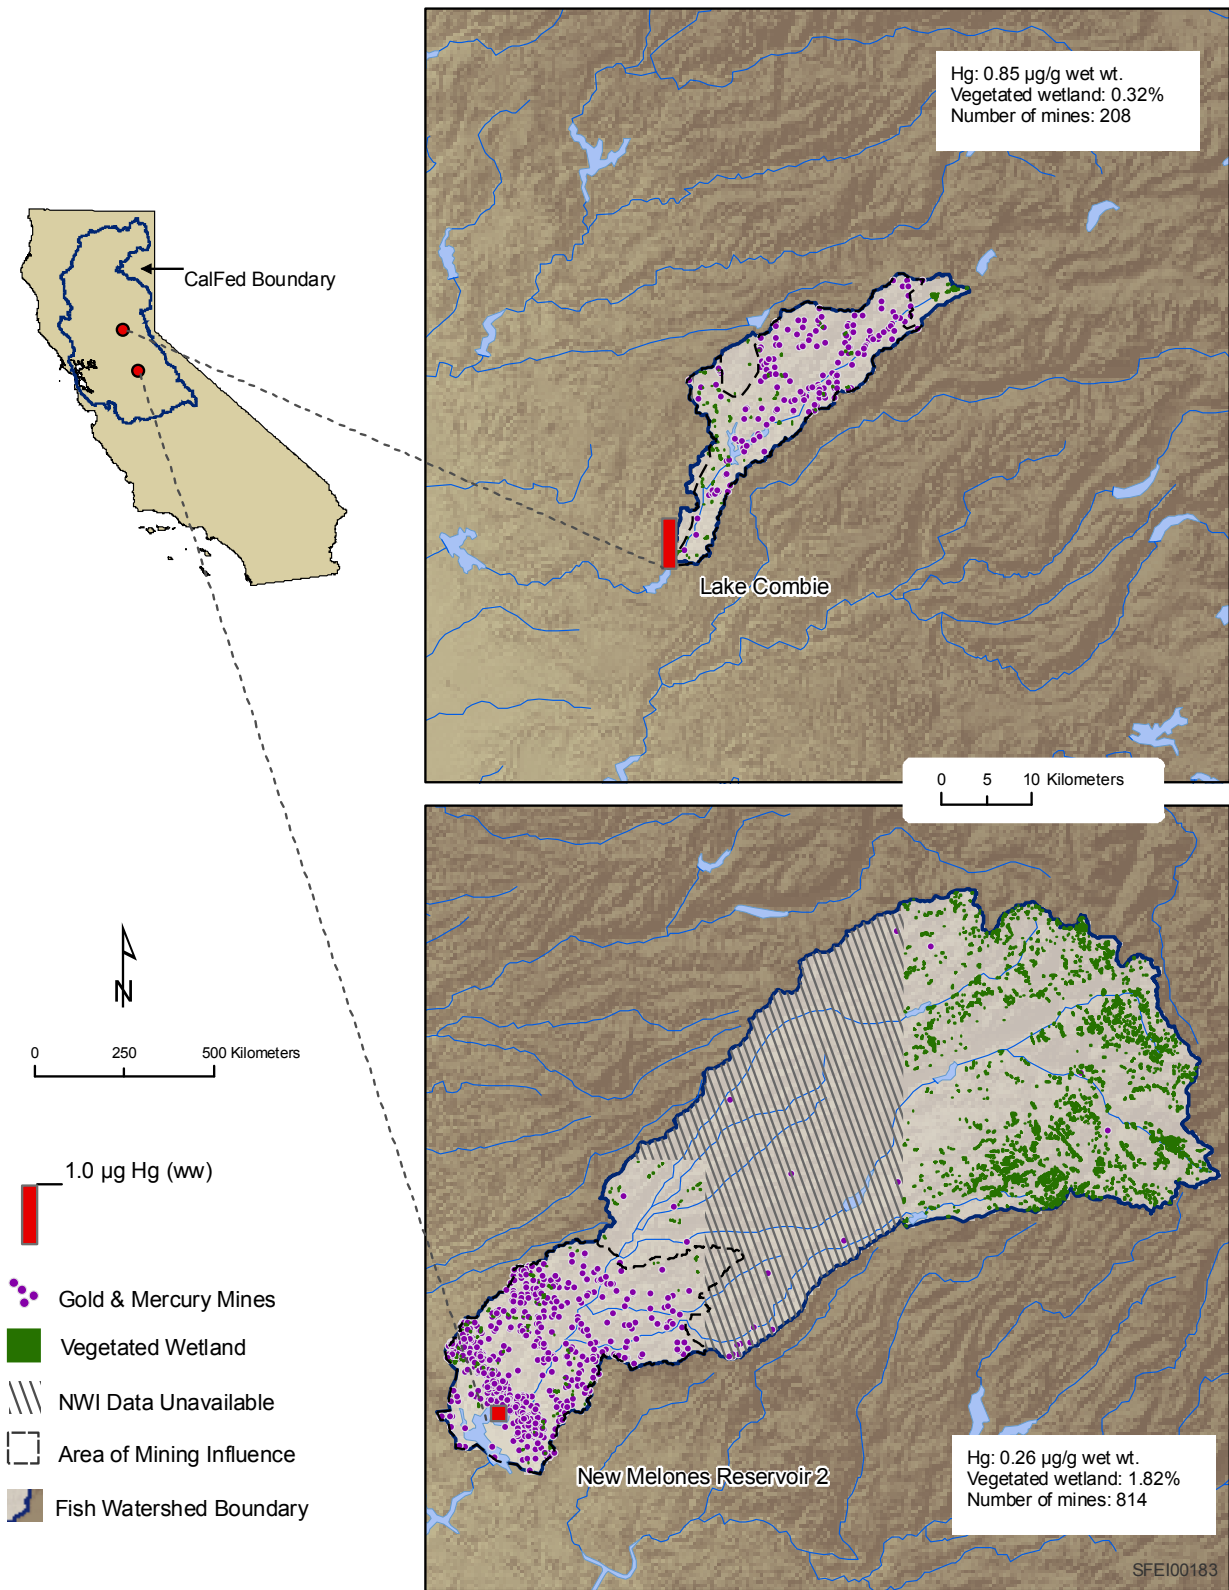 Hg: 0.85 µg/g wet wt.
Vegetated wetland: 0.32%
Number of mines: 208
CalFed Boundary
Lake Combie
0 5 10 Kilometers
N
0 250 500 Kilometers
1.0 µg Hg (ww)
Gold & Mercury Mines
Vegetated Wetland
NWI Data Unavailable
Area of Mining Influence
Fish Watershed Boundary
New Melones Reservoir 2
Hg: 0.26 µg/g wet wt.
Vegetated wetland: 1.82%
Number of mines: 814
SFEI00183